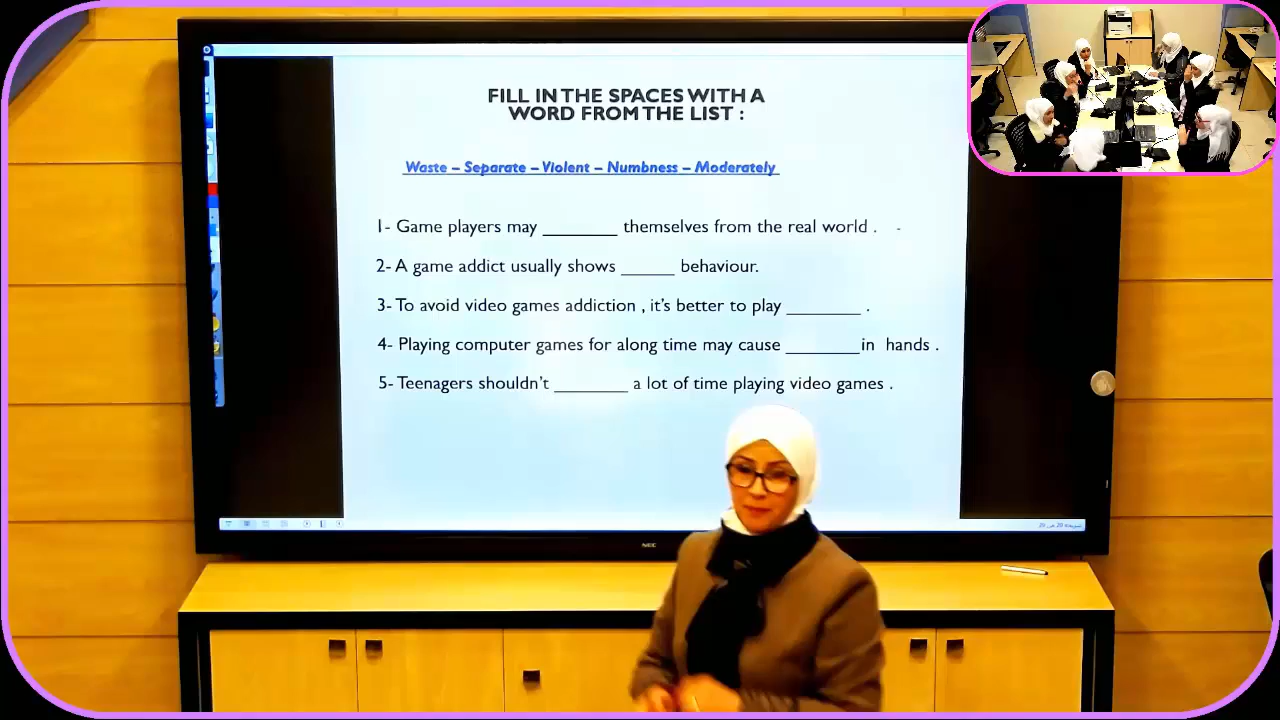 FILL IN THE SPACES WITH A
WORD FROM THE LIST :
Waste – Separate – Violent – Numbness – Moderately
1- Game players may ________ themselves from the real world . -
2- A game addict usually shows ______ behaviour.
3- To avoid video games addiction , it's better to play ________ .
4- Playing computer games for along time may cause ________in hands .
5- Teenagers shouldn't ________ a lot of time playing video games .
NEC